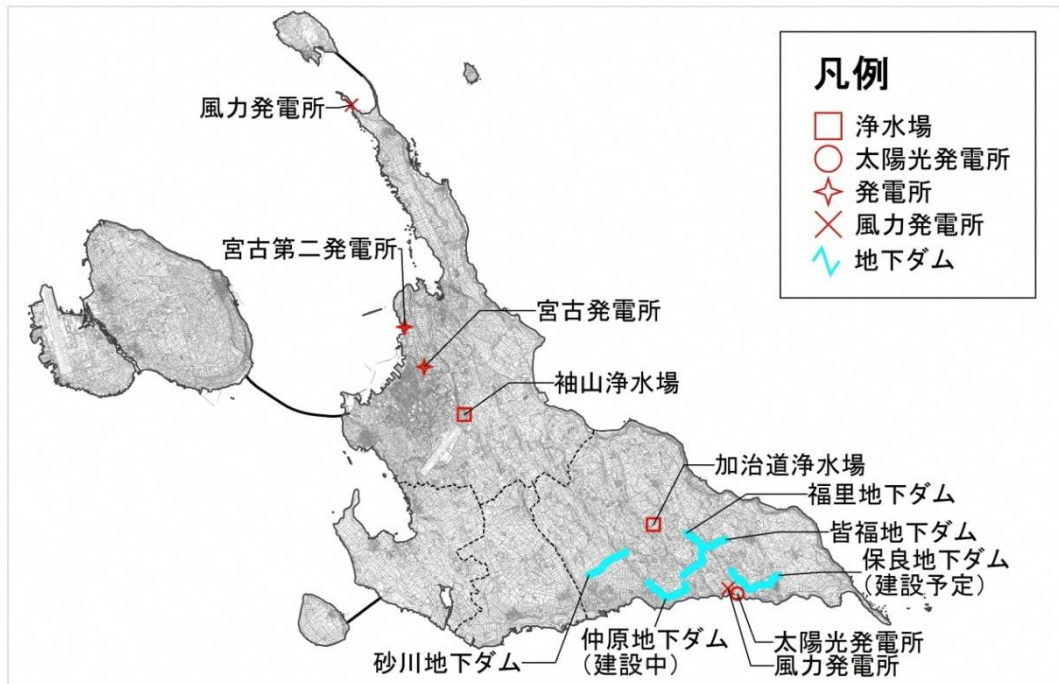 凡例
浄水場
太陽光発電所
発電所
風力発電所
地下ダム
風力発電所
宮古第二発電所
宮古発電所
袖山浄水場
加治道浄水場
福里地下ダム
皆福地下ダム
保良地下ダム
(建設予定)
太陽光発電所
風力発電所
仲原地下ダム
(建設中)
砂川地下ダム